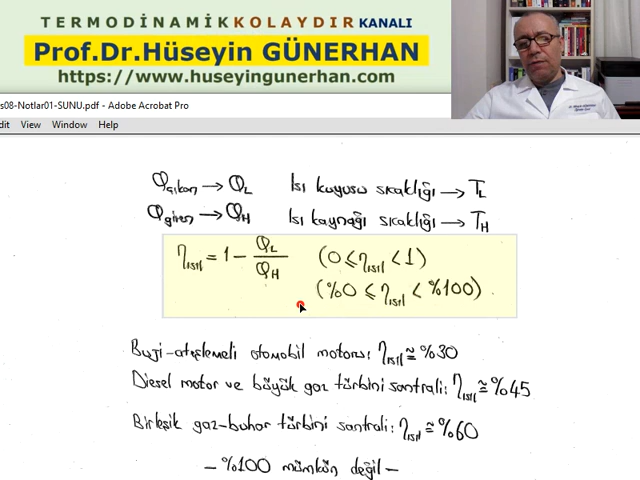 TERMODİNAMİKKOLAYDIR KANALI
Prof.Dr.Hüseyin GÜNERHAN
https://www.huseyingunerhan.com
s08-Notlar01-SUNU.pdf - Adobe Acrobat Pro
dit View Window Help
Qçıkan → QL Isı kuyusu sıcaklığı → TL
Qgiren → QH Isı kaynağı sıcaklığı → TH
ηısıl = 1 - QL/QH (0 ≤ ηısıl < 1)
(%0 ≤ ηısıl < %100)
Buji-ateşlemeli otomobil motoru: ηısıl ≅ %30
Diesel motor ve büyük gaz türbini santrali: ηısıl ≅ %45
Birleşik gaz-buhar türbini santrali: ηısıl ≅ %60
- %100 mümkün değil -